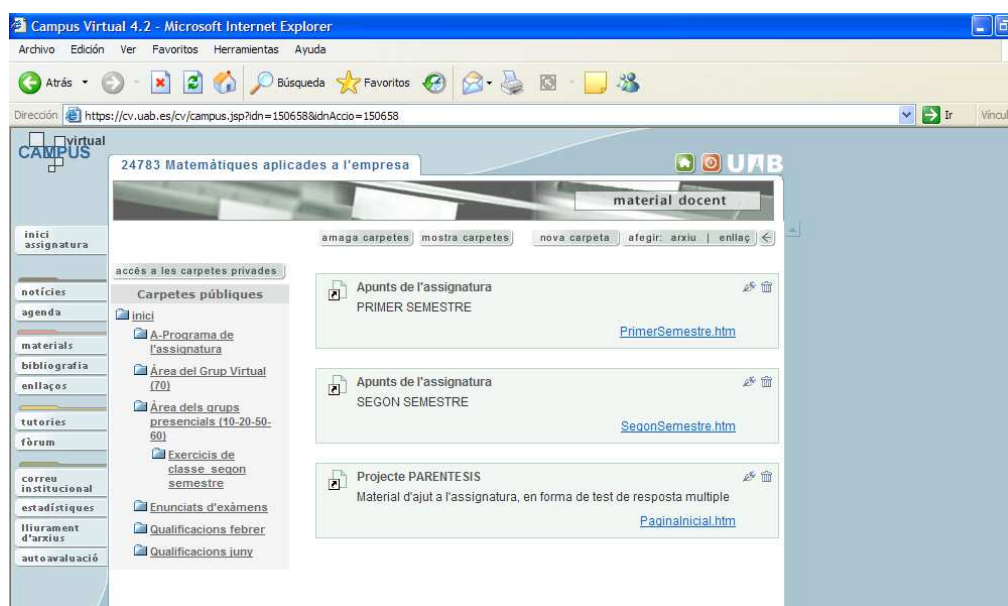 Campus Virtual 4.2 - Microsoft Internet Explorer
Archivo Edición Ver Favoritos Herramientas Ayuda
Atrás Búsqueda Favoritos
Dirección https://cv.uab.es/cv/campus.jsp?idn=150658&idnAccio=150658 Ir
virtual
CAMPUS
24783 Matemàtiques aplicades a l'empresa
UAB
material docent
inici
assignatura
amaga carpetes mostra carpetes nova carpeta afegir: arxiu | enllaç
accés a les carpetes privades
notícies
agenda
materials
bibliografia
enllaços
tutories
fòrum
correu
institucional
estadístiques
lliurament
d'arxius
autoavaluació
Carpetes públiques
inici
A-Programa de
l'assignatura
Àrea del Grup Virtual
(70)
Àrea dels grups
presencials (10-20-50-
60)
Exercicis de
classe segon
semestre
Enunciats d'exàmens
Qualificacions febrer
Qualificacions juny
Apunts de l'assignatura
PRIMER SEMESTRE
PrimerSemestre.htm
Apunts de l'assignatura
SEGON SEMESTRE
SegonSemestre.htm
Projecte PARENTESIS
Material d'ajut a l'assignatura, en forma de test de resposta multiple
PaginaInicial.htm